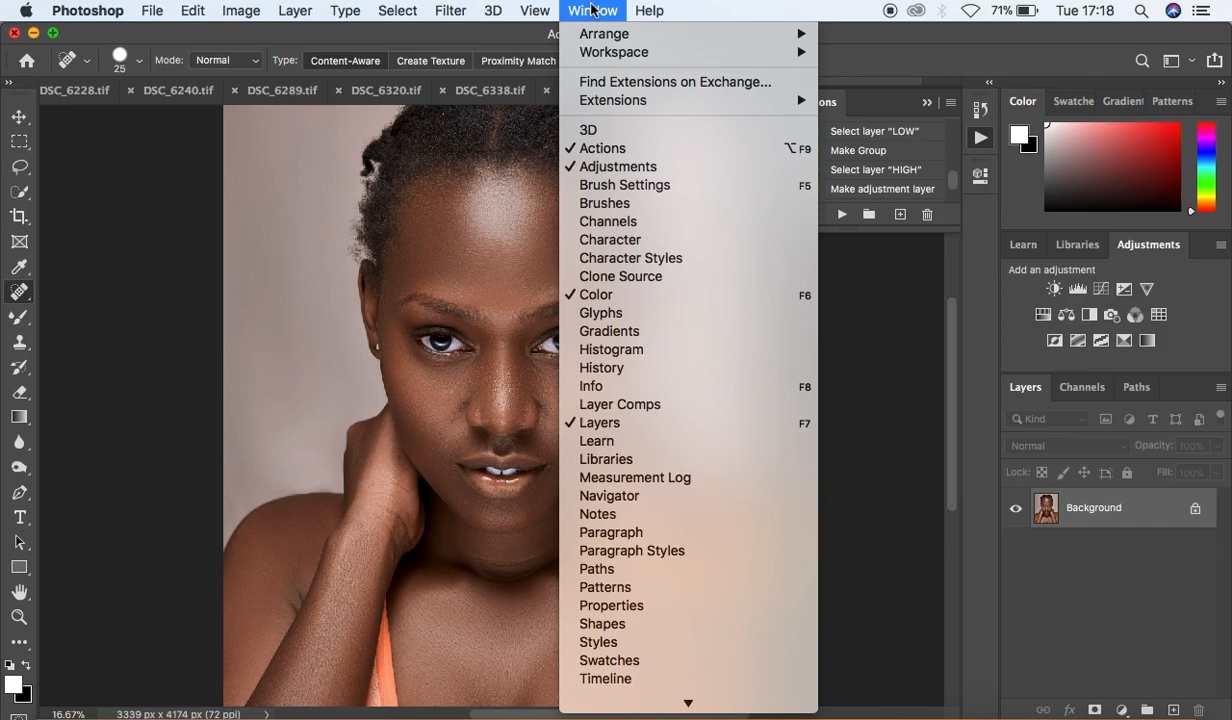 Photoshop File Edit Image Layer Type Select Filter 3D View Window Help 71% Tue 17:18
25 Mode: Normal Type: Content-Aware Create Texture Proximity Match
DSC_6228.tif × DSC_6240.tif × DSC_6289.tif × DSC_6320.tif × DSC_6338.tif ×
Arrange
Workspace
Find Extensions on Exchange...
Extensions
3D
✓ Actions ⌥F9
✓ Adjustments
Brush Settings F5
Brushes
Channels
Character
Character Styles
Clone Source
✓ Color F6
Glyphs
Gradients
Histogram
History
Info F8
Layer Comps
✓ Layers F7
Learn
Libraries
Measurement Log
Navigator
Notes
Paragraph
Paragraph Styles
Paths
Patterns
Properties
Shapes
Styles
Swatches
Timeline
Select layer "LOW"
Make Group
Select layer "HIGH"
Make adjustment layer
Color Swatche Gradien Patterns
Learn Libraries Adjustments
Add an adjustment
Layers Channels Paths
Kind
Normal Opacity: 100%
Lock: Fill: 100%
Background
16.67% 3339 px x 4174 px (72 ppi)